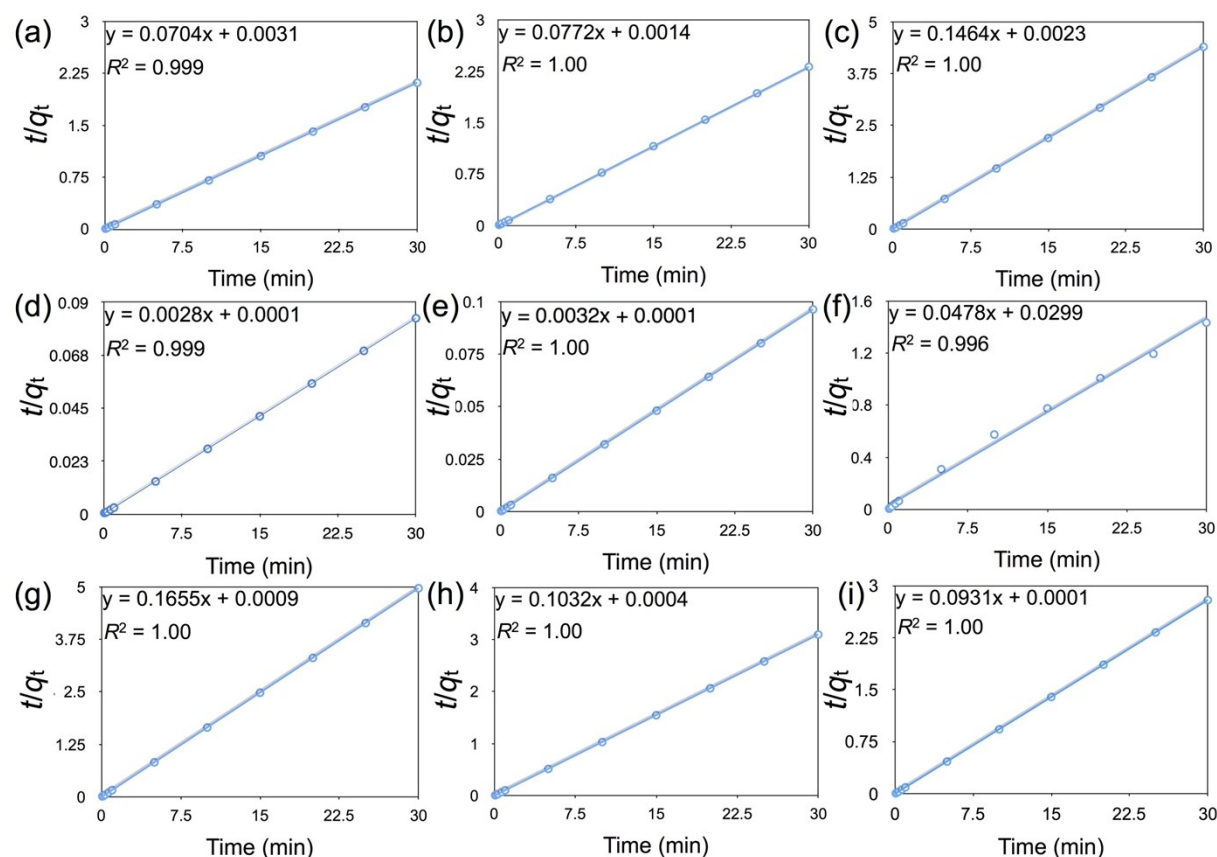 (a)
y = 0.0704x + 0.0031
R² = 0.999
3
2.25
1.5
0.75
0
t/qt
0
7.5
15
22.5
30
Time (min)
(b)
y = 0.0772x + 0.0014
R² = 1.00
3
2.25
1.5
0.75
0
t/qt
0
7.5
15
22.5
30
Time (min)
(c)
y = 0.1464x + 0.0023
R² = 1.00
5
3.75
2.5
1.25
0
t/qt
0
7.5
15
22.5
30
Time (min)
(d)
y = 0.0028x + 0.0001
R² = 0.999
0.09
0.068
0.045
0.023
0
t/qt
0
7.5
15
22.5
30
Time (min)
(e)
y = 0.0032x + 0.0001
R² = 1.00
0.1
0.075
0.05
0.025
0
t/qt
0
7.5
15
22.5
30
Time (min)
(f)
y = 0.0478x + 0.0299
R² = 0.996
1.6
1.2
0.8
0.4
0
t/qt
0
7.5
15
22.5
30
Time (min)
(g)
y = 0.1655x + 0.0009
R² = 1.00
5
3.75
2.5
1.25
0
t/qt
0
7.5
15
22.5
30
Time (min)
(h)
y = 0.1032x + 0.0004
R² = 1.00
4
3
2
1
0
t/qt
0
7.5
15
22.5
30
Time (min)
(i)
y = 0.0931x + 0.0001
R² = 1.00
3
2.25
1.5
0.75
0
t/qt
0
7.5
15
22.5
30
Time (min)